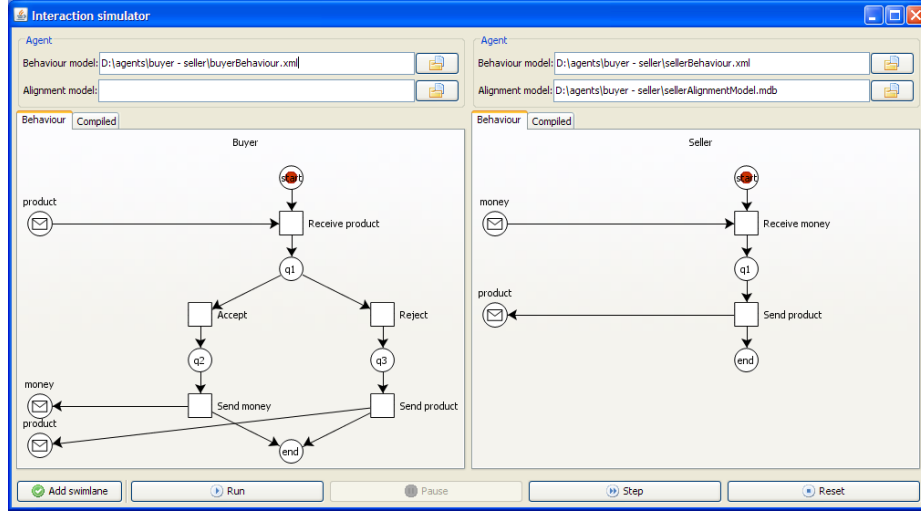 Interaction simulator
Agent
Behaviour model: D:\agents\buyer - seller\buyerBehaviour.xml
Alignment model:
Behaviour Compiled
Buyer
start
product
Receive product
q1
Accept
Reject
q2
q3
money
Send money
Send product
product
end
Agent
Behaviour model: D:\agents\buyer - seller\sellerBehaviour.xml
Alignment model: D:\agents\buyer - seller\sellerAlignmentModel.mdb
Behaviour Compiled
Seller
start
money
Receive money
q1
product
Send product
end
Add swimlane Run Pause Step Reset